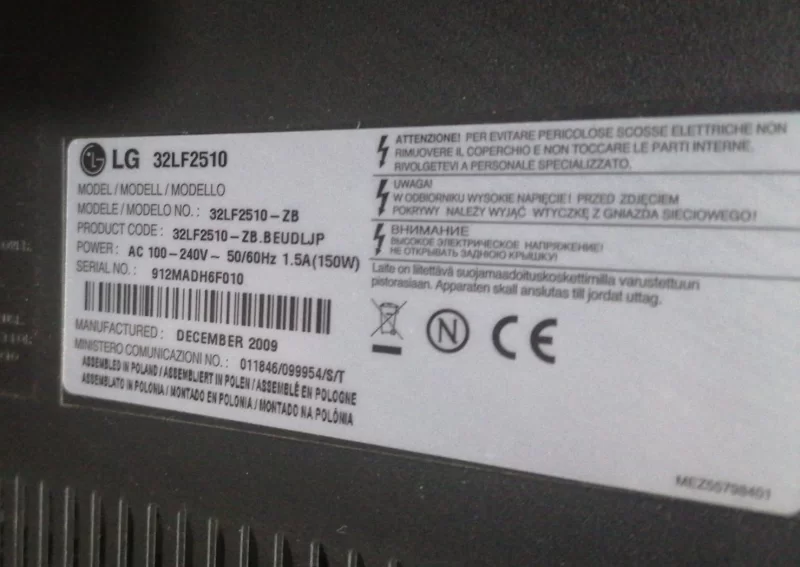 LG 32LF2510
MODEL / MODELL / MODELLO
MODELE / MODELO NO. : 32LF2510-ZB
PRODUCT CODE : 32LF2510-ZB.BEUDLJP
POWER : AC 100-240V~ 50/60Hz 1.5A(150W)
SERIAL NO. : 912MADH6F010
MANUFACTURED : DECEMBER 2009
MINISTERO COMUNICAZIONI NO. : 011846/099954/S/T
ASSEMBLED IN POLAND / ASSEMBLIERT IN POLEN / ASSEMELÉ EN POLOGNE
ASSEMBLATO IN POLONIA / MONTADO EN POLONIA / MONTADO NA POLÔNIA
ATTENZIONE! PER EVITARE PERICOLOSE SCOSSE ELETTRICHE NON
RIMUOVERE IL COPERCHIO E NON TOCCARE LE PARTI INTERNE.
RIVOLGETEVI A PERSONALE SPECIALIZZATO.
UWAGA!
W ODBIORNIKU WYSOKIE NAPIĘCIE! PRZED ZDJĘCIEM
POKRYWY NALEŻY WYJĄĆ WTYCZKĘ Z GNIAZDA SIECIOWEGO!
ВНИМАНИЕ
ВЫСОКОЕ ЭЛЕКТРИЧЕСКОЕ НАПРЯЖЕНИЕ!
НЕ ОТКРЫВАТЬ ЗАДНЮЮ КРЫШКУ!
Laite on liitettävä suojamaadoituskoskettimilla varustettuun
pistorasiaan. Apparaten skall anslutas till jordat uttag.
N CE
MEZ55798401